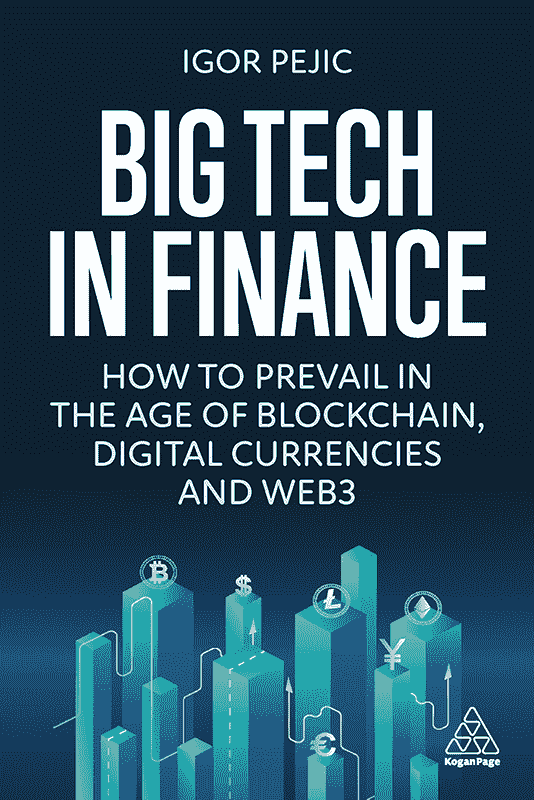 IGOR PEJIC
BIG TECH
IN FINANCE
HOW TO PREVAIL IN
THE AGE OF BLOCKCHAIN,
DIGITAL CURRENCIES
AND WEB3
$
¥
€
KoganPage